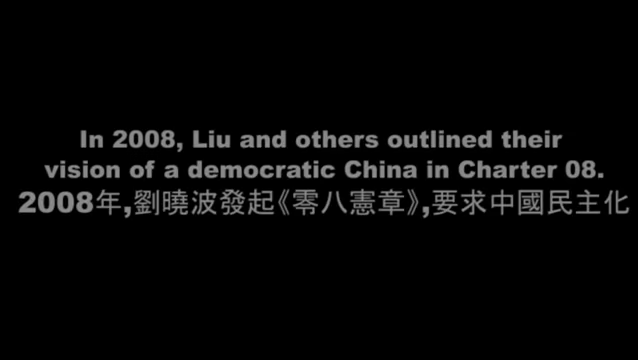 In 2008, Liu and others outlined their
vision of a democratic China in Charter 08.
2008年,劉曉波發起《零八憲章》,要求中國民主化